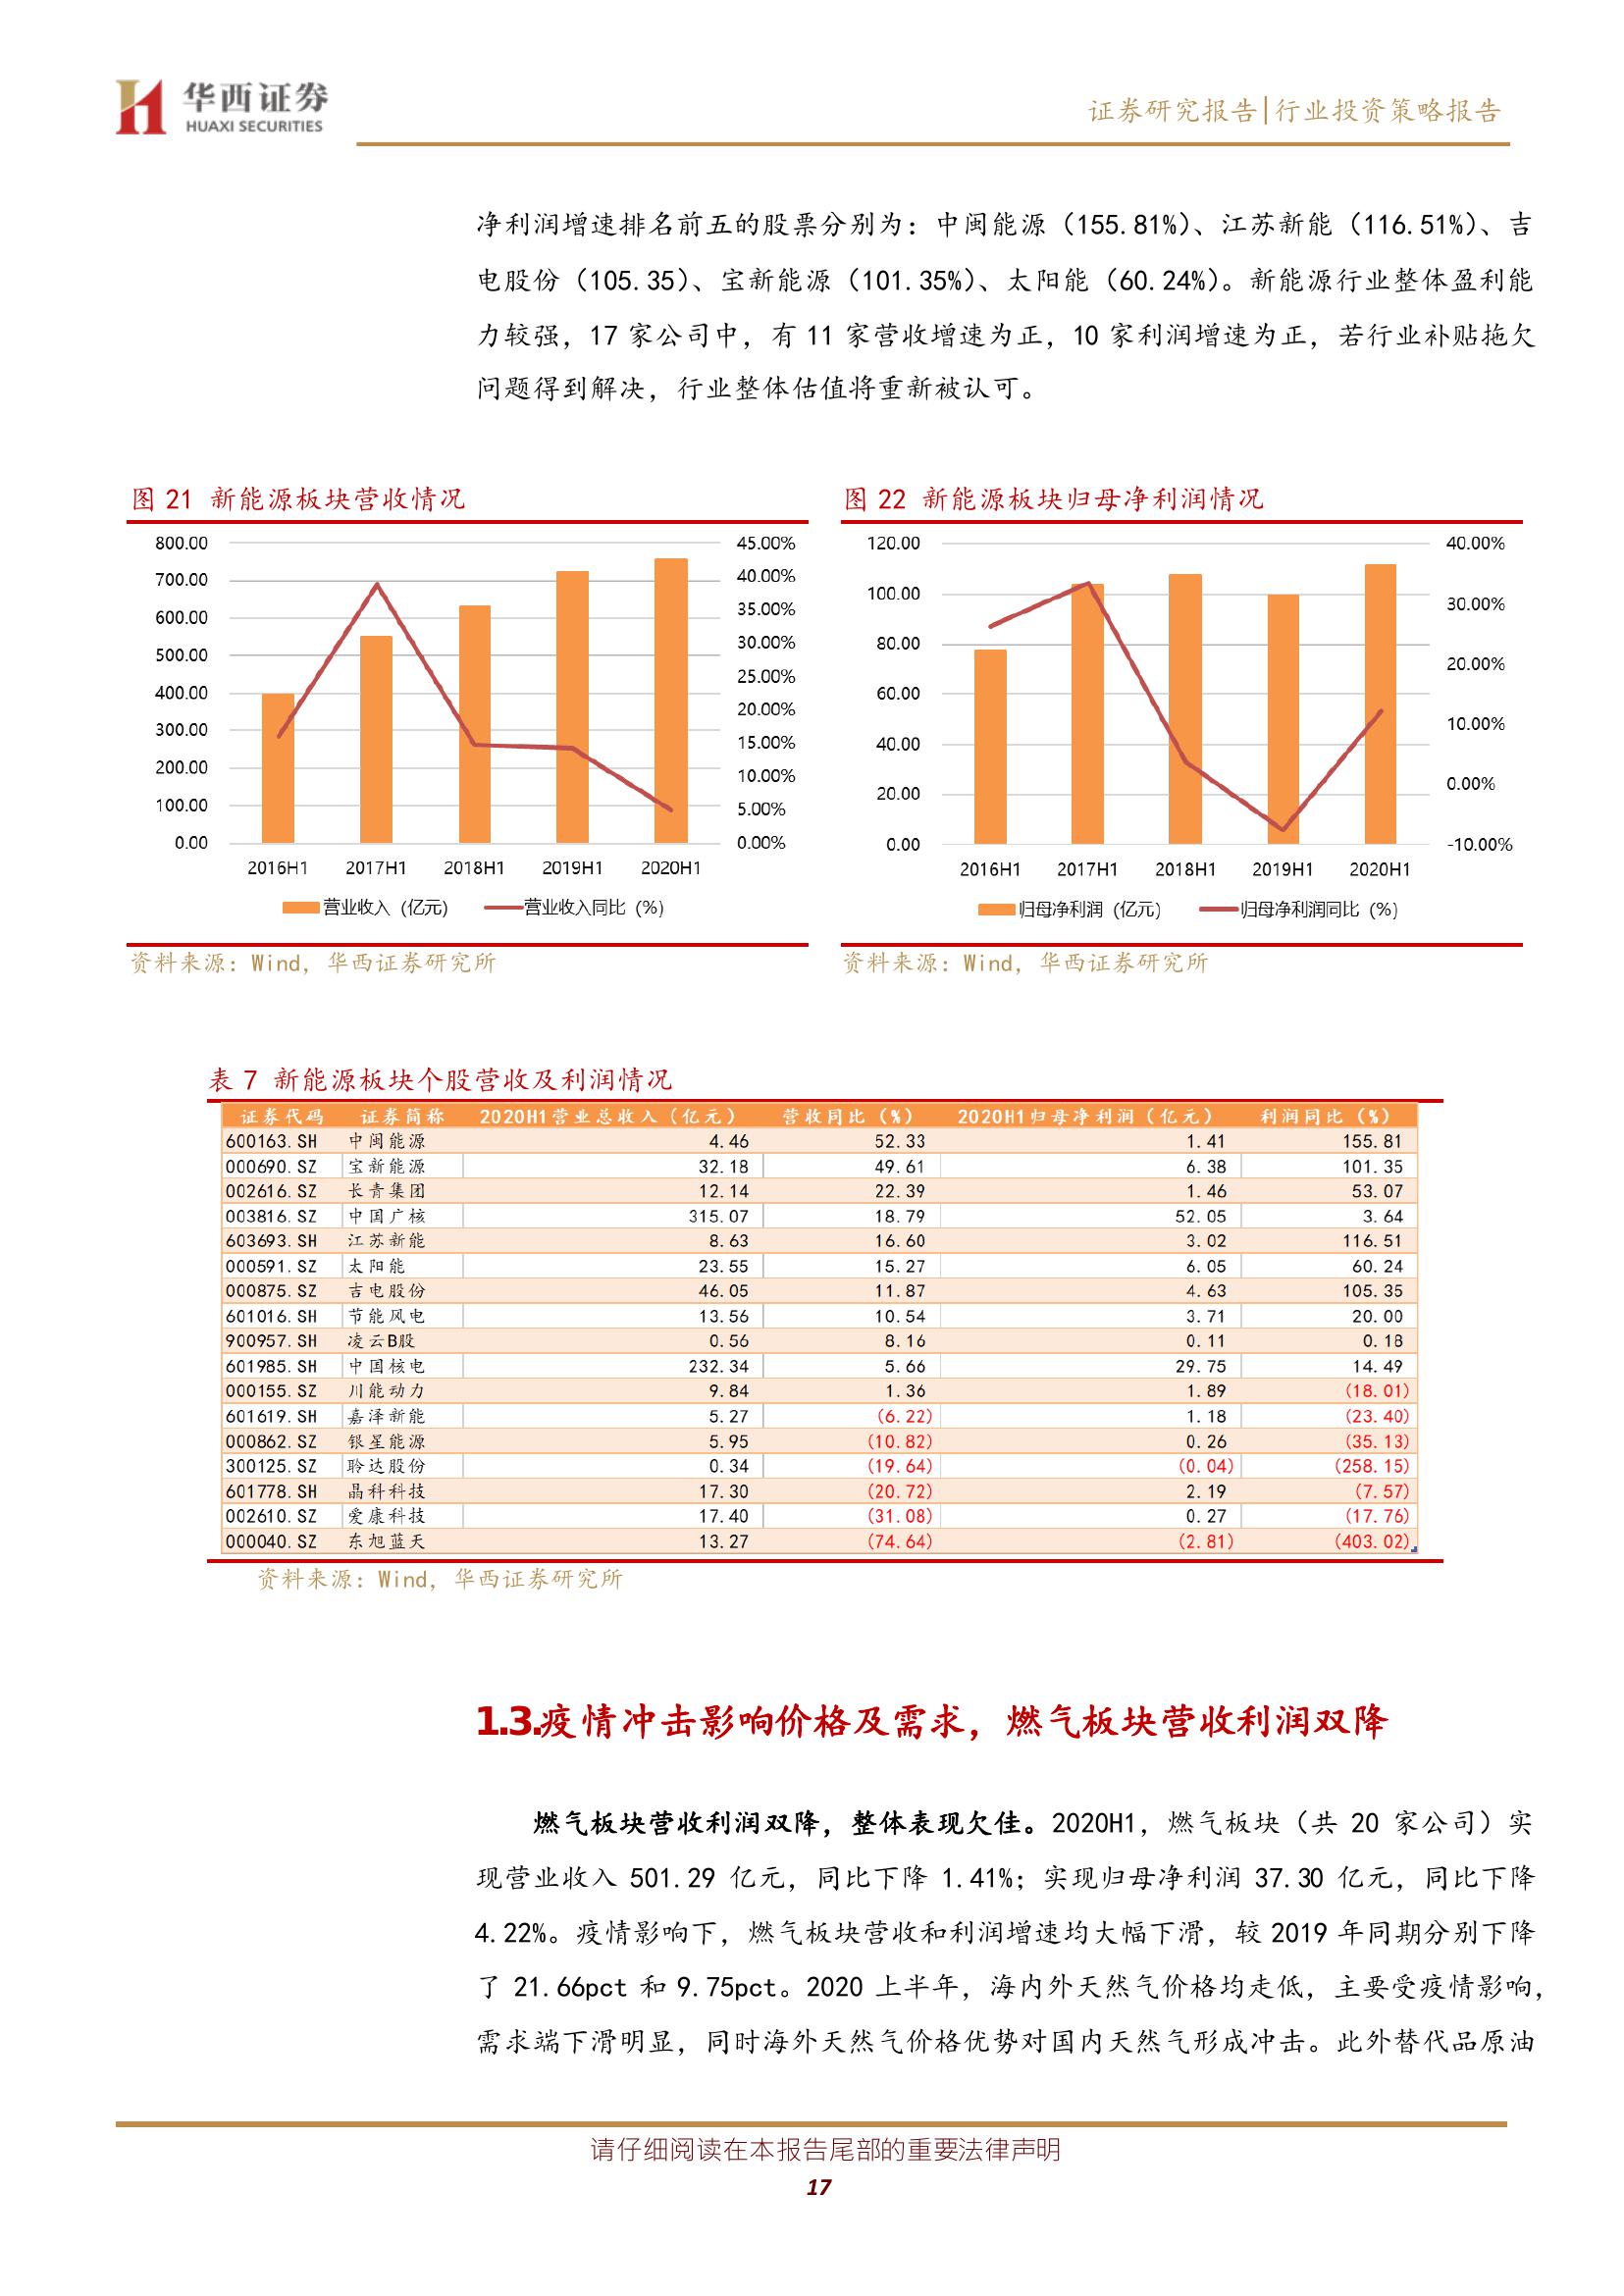 华西证券
HUAXI SECURITIES
证券研究报告|行业投资策略报告
净利润增速排名前五的股票分别为：中闽能源（155.81%）、江苏新能（116.51%）、吉
电股份（105.35）、宝新能源（101.35%）、太阳能（60.24%）。新能源行业整体盈利能
力较强，17 家公司中，有 11 家营收增速为正，10 家利润增速为正，若行业补贴拖欠
问题得到解决，行业整体估值将重新被认可。
图 21 新能源板块营收情况
800.00
700.00
600.00
500.00
400.00
300.00
200.00
100.00
0.00
45.00%
40.00%
35.00%
30.00%
25.00%
20.00%
15.00%
10.00%
5.00%
0.00%
2016H1 2017H1 2018H1 2019H1 2020H1
营业收入（亿元） 营业收入同比（%）
资料来源：Wind，华西证券研究所
图 22 新能源板块归母净利润情况
120.00
100.00
80.00
60.00
40.00
20.00
0.00
40.00%
30.00%
20.00%
10.00%
0.00%
-10.00%
2016H1 2017H1 2018H1 2019H1 2020H1
归母净利润（亿元） 归母净利润同比（%）
资料来源：Wind，华西证券研究所
表 7 新能源板块个股营收及利润情况
证券代码 证券简称 2020H1营业总收入（亿元） 营收同比（%） 2020H1归母净利润（亿元） 利润同比（%）
600163.SH 中闽能源 4.46 52.33 1.41 155.81
000690.SZ 宝新能源 32.18 49.61 6.38 101.35
002616.SZ 长青集团 12.14 22.39 1.46 53.07
003816.SZ 中国广核 315.07 18.79 52.05 3.64
603693.SH 江苏新能 8.63 16.60 3.02 116.51
000591.SZ 太阳能 23.55 15.27 6.05 60.24
000875.SZ 吉电股份 46.05 11.87 4.63 105.35
601016.SH 节能风电 13.56 10.54 3.71 20.00
900957.SH 凌云B股 0.56 8.16 0.11 0.18
601985.SH 中国核电 232.34 5.66 29.75 14.49
000155.SZ 川能动力 9.84 1.36 1.89 (18.01)
601619.SH 嘉泽新能 5.27 (6.22) 1.18 (23.40)
000862.SZ 银星能源 5.95 (10.82) 0.26 (35.13)
300125.SZ 聆达股份 0.34 (19.64) (0.04) (258.15)
601778.SH 晶科科技 17.30 (20.72) 2.19 (7.57)
002610.SZ 爱康科技 17.40 (31.08) 0.27 (17.76)
000040.SZ 东旭蓝天 13.27 (74.64) (2.81) (403.02)
资料来源：Wind，华西证券研究所
1.3.疫情冲击影响价格及需求，燃气板块营收利润双降
燃气板块营收利润双降，整体表现欠佳。2020H1，燃气板块（共 20 家公司）实
现营业收入 501.29 亿元，同比下降 1.41%；实现归母净利润 37.30 亿元，同比下降
4.22%。疫情影响下，燃气板块营收和利润增速均大幅下滑，较 2019 年同期分别下降
了 21.66pct 和 9.75pct。2020 上半年，海内外天然气价格均走低，主要受疫情影响，
需求端下滑明显，同时海外天然气价格优势对国内天然气形成冲击。此外替代品原油
请仔细阅读在本报告尾部的重要法律声明
17